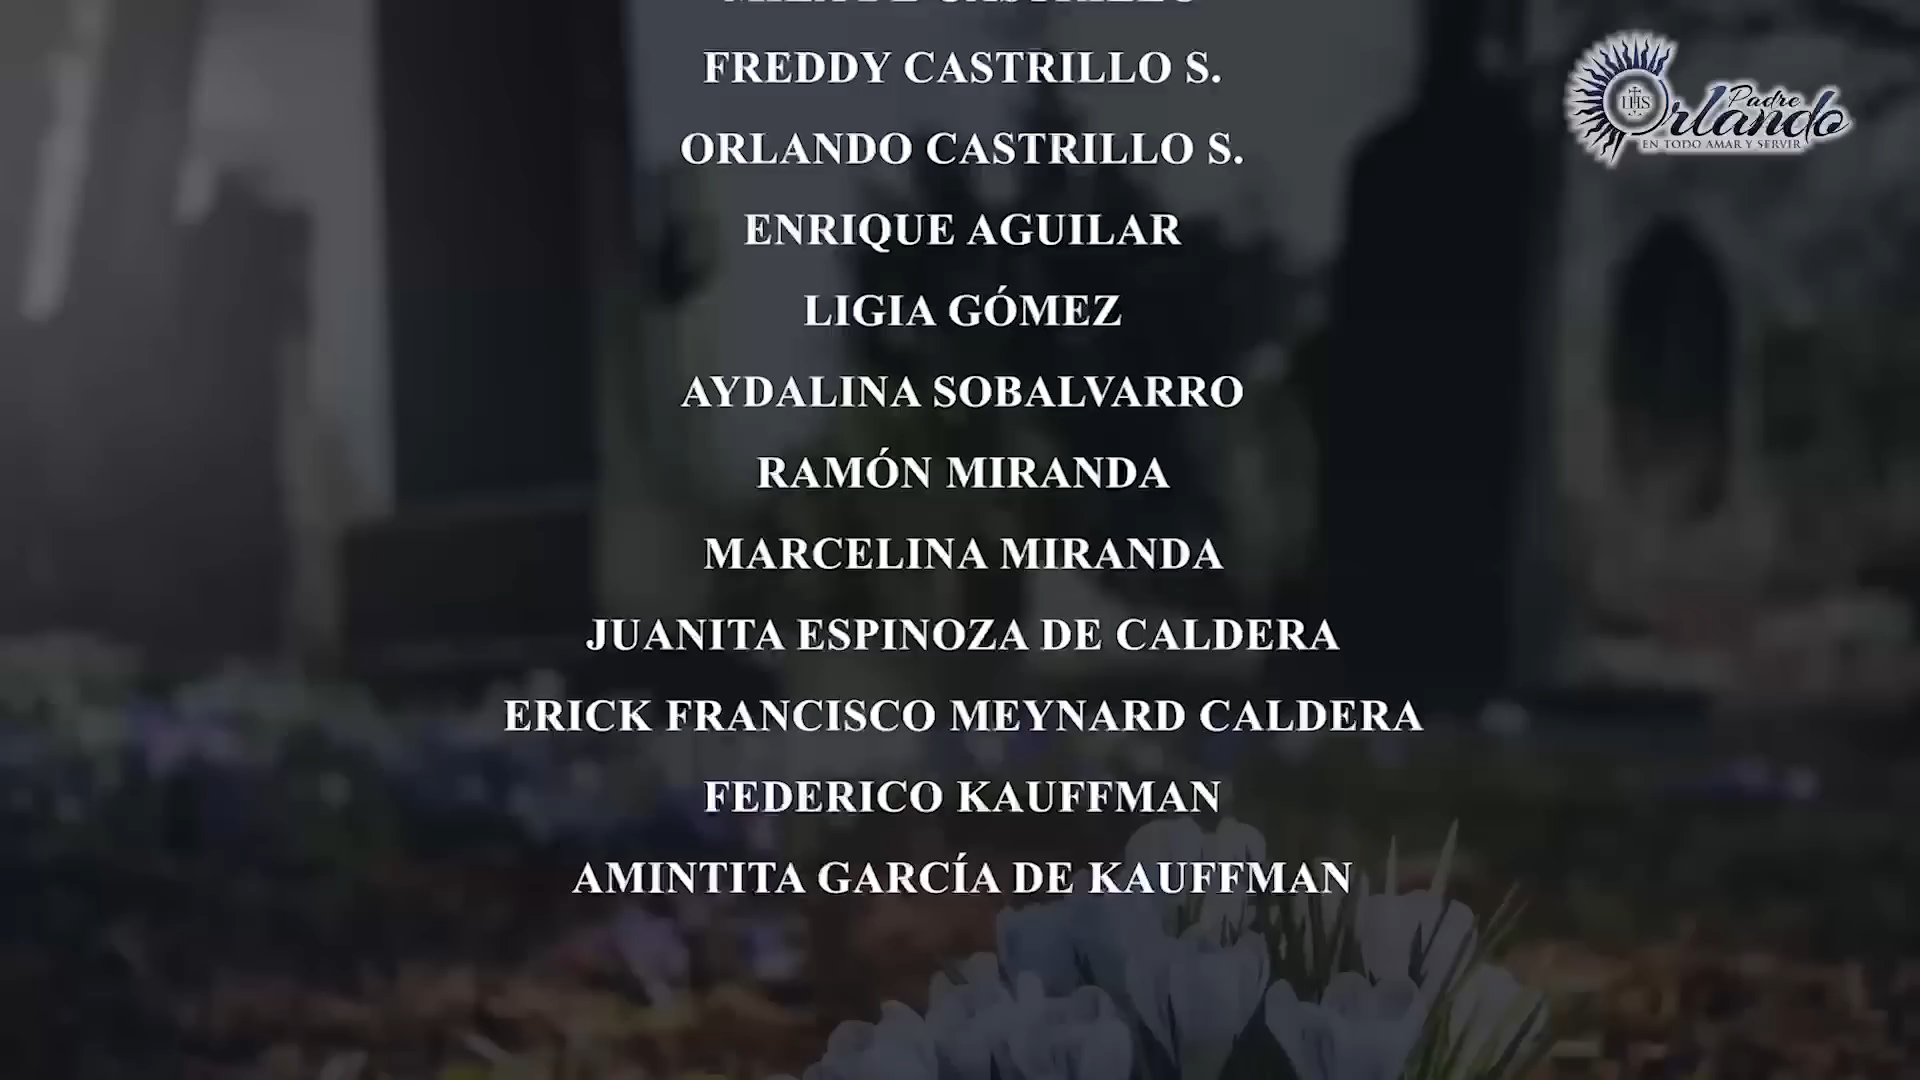 FREDDY CASTRILLO S.
ORLANDO CASTRILLO S.
ENRIQUE AGUILAR
LIGIA GÓMEZ
AYDALINA SOBALVARRO
RAMÓN MIRANDA
MARCELINA MIRANDA
JUANITA ESPINOZA DE CALDERA
ERICK FRANCISCO MEYNARD CALDERA
FEDERICO KAUFFMAN
AMINTITA GARCÍA DE KAUFFMAN
IHS
Padre
Orlando
EN TODO AMAR Y SERVIR